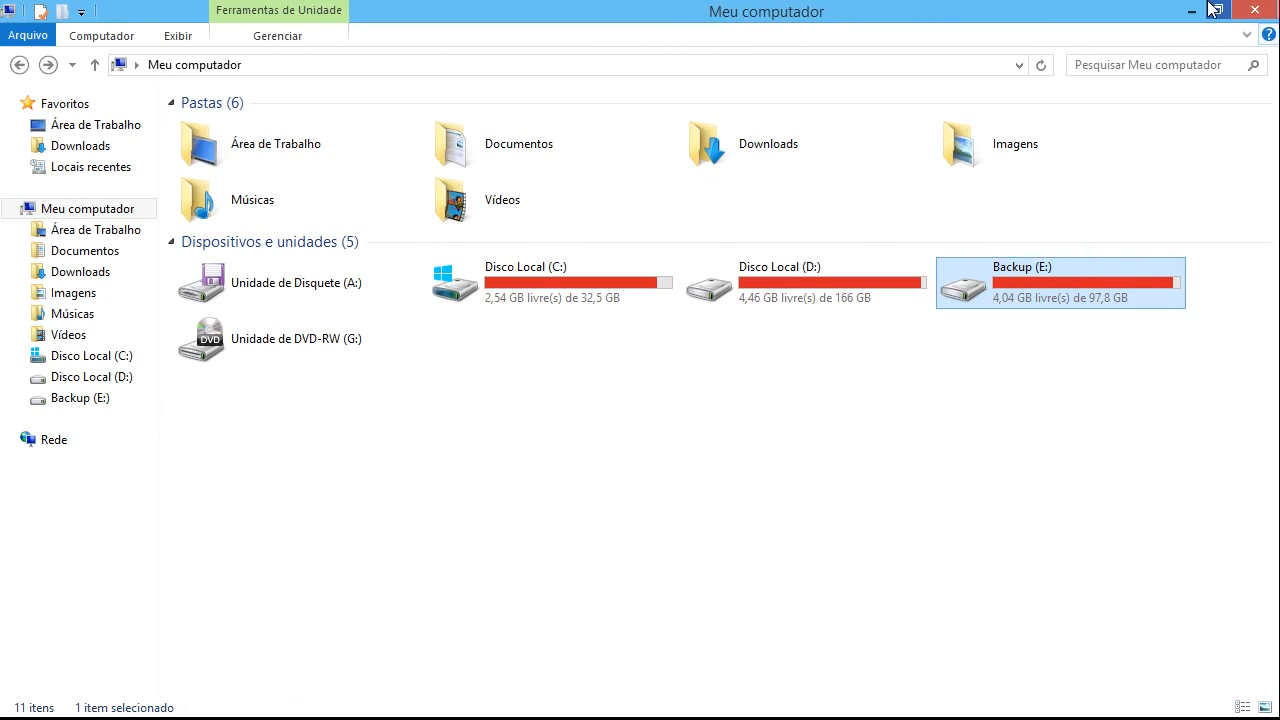 Ferramentas de Unidade
Meu computador
Arquivo
Computador
Exibir
Gerenciar
Meu computador
Pesquisar Meu computador
Favoritos
Área de Trabalho
Downloads
Locais recentes
Meu computador
Área de Trabalho
Documentos
Downloads
Imagens
Músicas
Vídeos
Disco Local (C:)
Disco Local (D:)
Backup (E:)
Rede
Pastas (6)
Área de Trabalho
Documentos
Downloads
Imagens
Músicas
Vídeos
Dispositivos e unidades (5)
Unidade de Disquete (A:)
Disco Local (C:)
2,54 GB livre(s) de 32,5 GB
Disco Local (D:)
4,46 GB livre(s) de 166 GB
Backup (E:)
4,04 GB livre(s) de 97,8 GB
DVD
Unidade de DVD-RW (G:)
11 itens
1 item selecionado